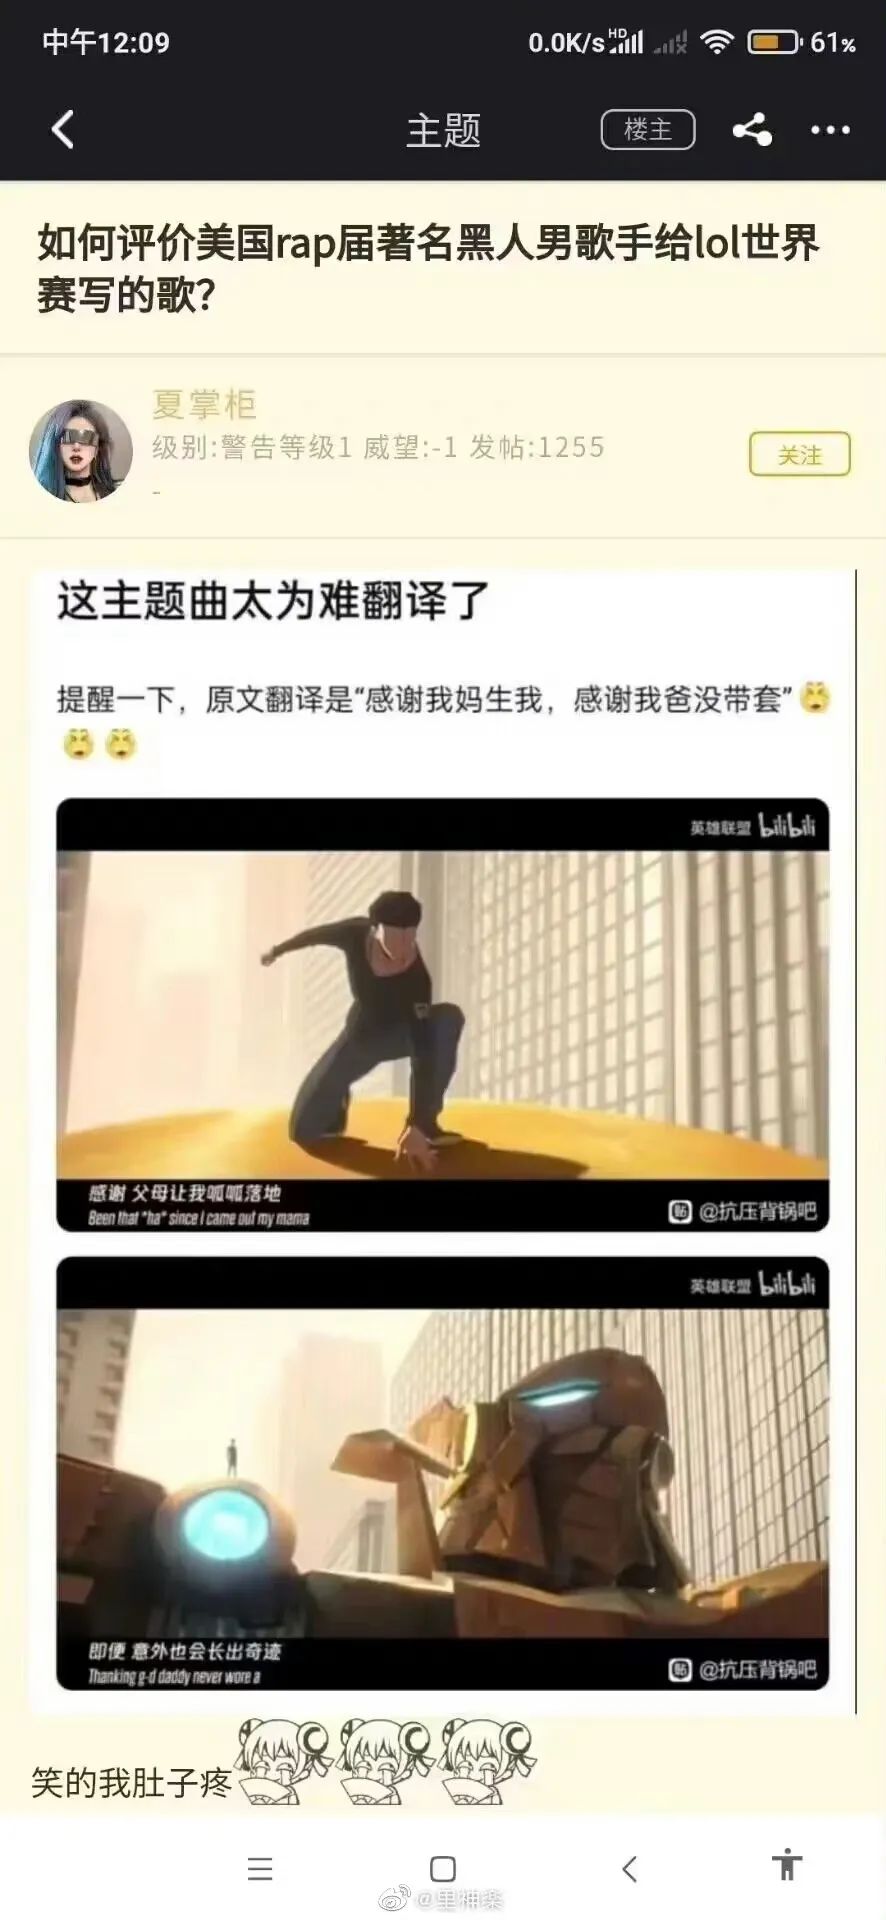 中午12:09
0.0K/s HD 61%
主题
楼主
如何评价美国rap届著名黑人男歌手给lol世界
赛写的歌?
夏掌柜
级别:警告等级1 威望:-1 发帖:1255
-
关注
这主题曲太为难翻译了
提醒一下，原文翻译是“感谢我妈生我，感谢我爸没带套”
英雄联盟 bilibili
感谢 父母让我呱呱落地
Been that "ha" since I came out my mama
贴 @抗压背锅吧
英雄联盟 bilibili
即便 意外也会长出奇迹
Thanking g-d daddy never wore a
贴 @抗压背锅吧
笑的我肚子疼
@里神楽